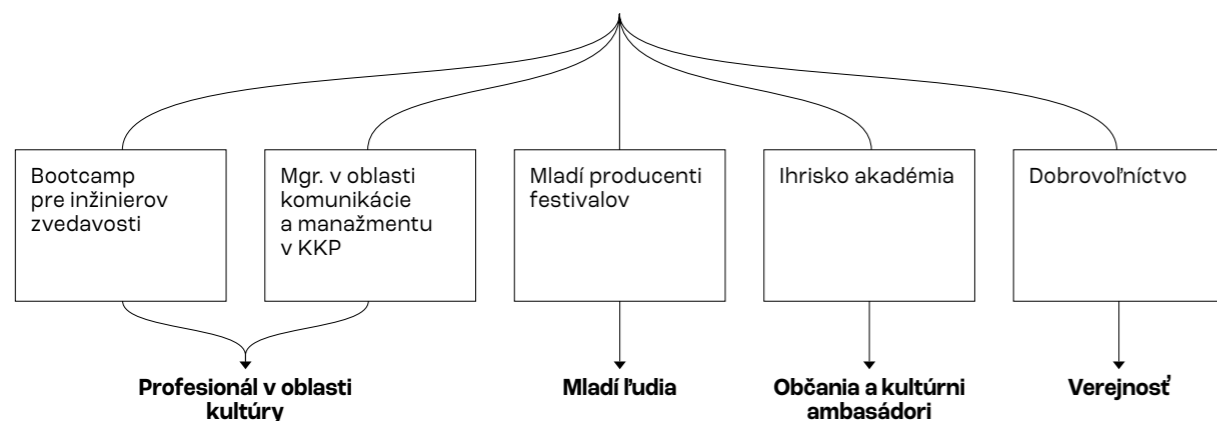 Bootcamp
pre inžinierov
zvedavosti
Mgr. v oblasti
komunikácie
a manažmentu
v KKP
Mladí producenti
festivalov
Ihrisko akadémia
Dobrovoľníctvo
Profesionál v oblasti
kultúry
Mladí ľudia
Občania a kultúrni
ambasádori
Verejnosť